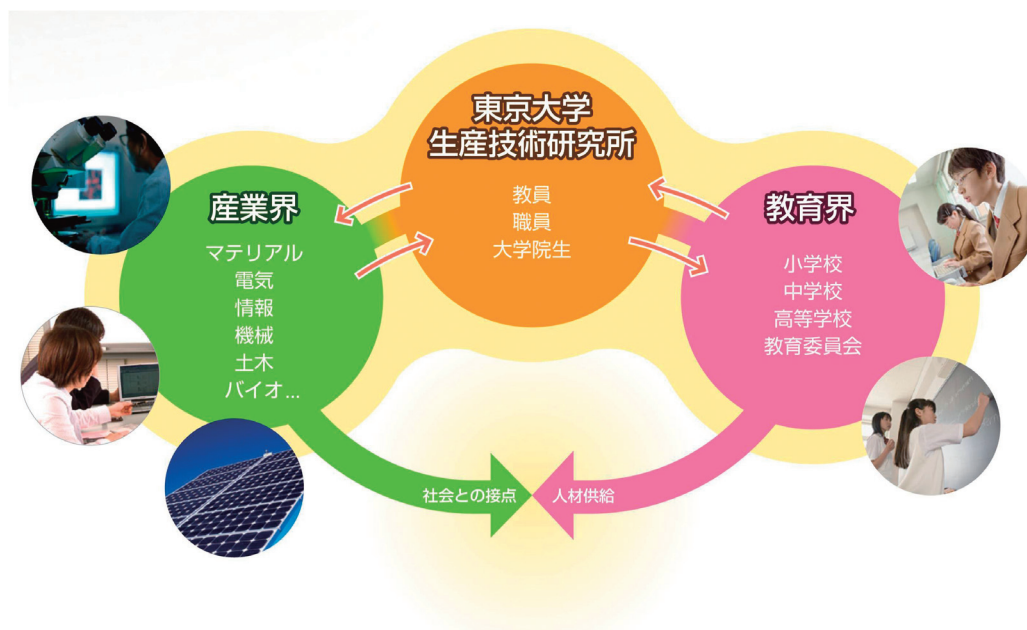 東京大学
生産技術研究所
教員
職員
大学院生
産業界
マテリアル
電気
情報
機械
土木
バイオ...
教育界
小学校
中学校
高等学校
教育委員会
社会との接点
人材供給